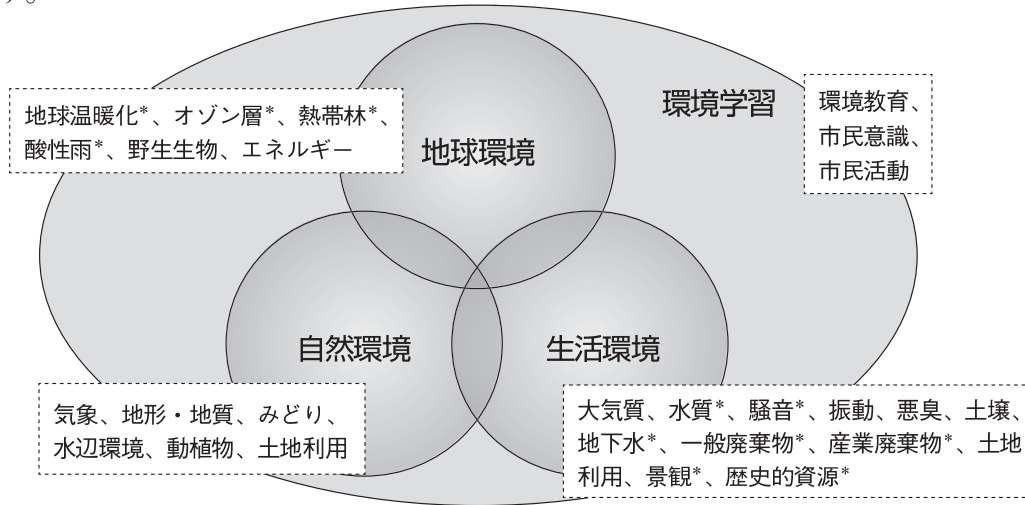 す。
地球温暖化*、オゾン層*、熱帯林*、
酸性雨*、野生生物、エネルギー
地球環境
環境学習
環境教育、
市民意識、
市民活動
自然環境
生活環境
気象、地形・地質、みどり、
水辺環境、動植物、土地利用
大気質、水質*、騒音*、振動、悪臭、土壌、
地下水*、一般廃棄物*、産業廃棄物*、土地
利用、景観*、歴史的資源*